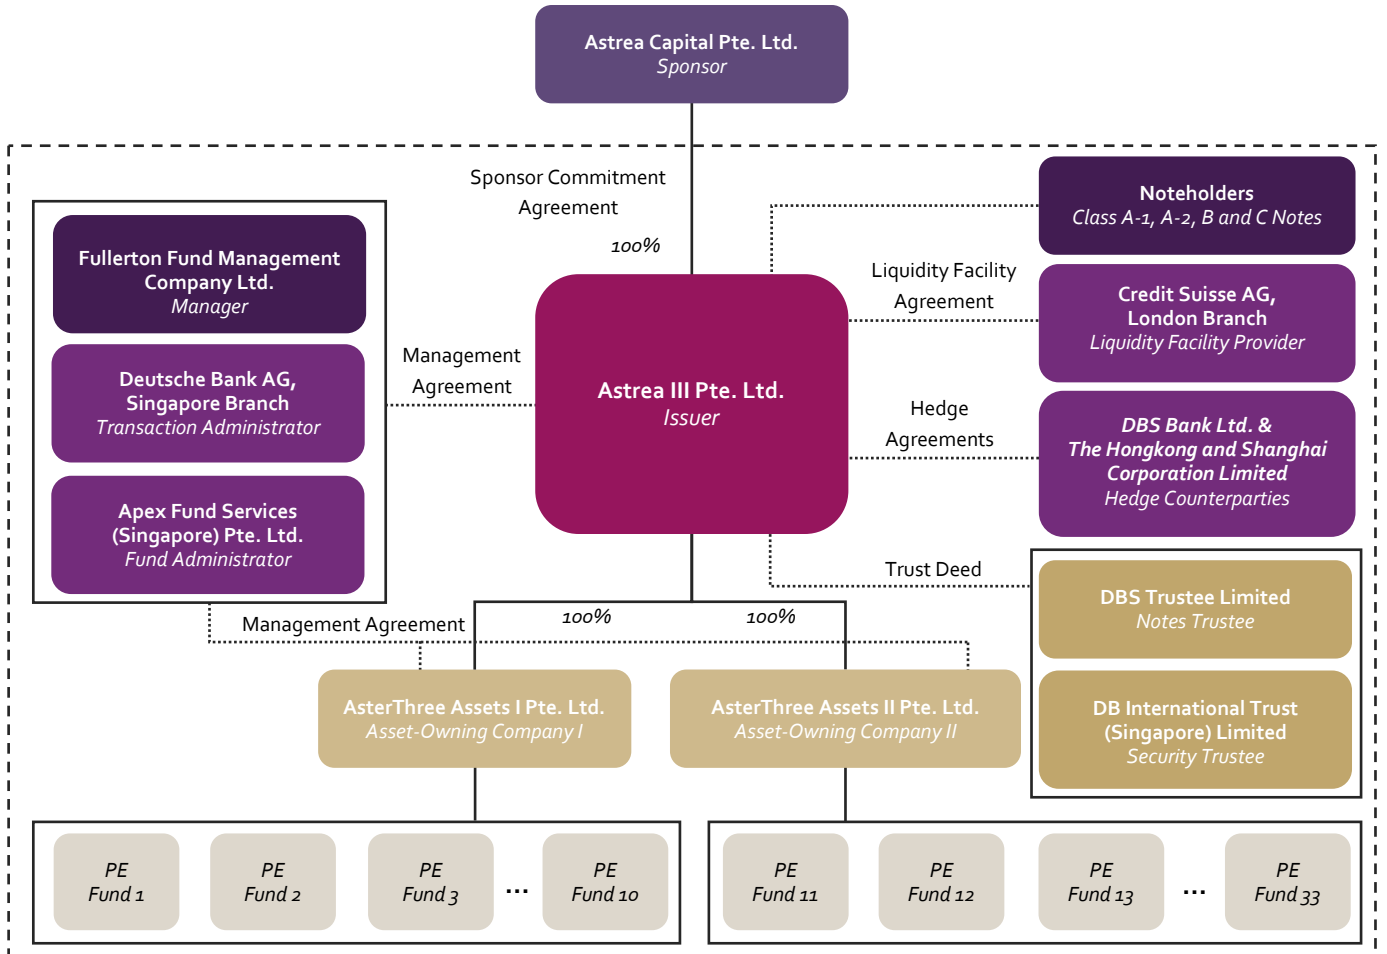 Astrea Capital Pte. Ltd.
Sponsor
Sponsor Commitment
Agreement
100%
Fullerton Fund Management
Company Ltd.
Manager
Deutsche Bank AG,
Singapore Branch
Transaction Administrator
Apex Fund Services
(Singapore) Pte. Ltd.
Fund Administrator
Management
Agreement
Astrea III Pte. Ltd.
Issuer
Noteholders
Class A-1, A-2, B and C Notes
Liquidity Facility
Agreement
Credit Suisse AG,
London Branch
Liquidity Facility Provider
Hedge
Agreements
DBS Bank Ltd. &
The Hongkong and Shanghai
Corporation Limited
Hedge Counterparties
Trust Deed
DBS Trustee Limited
Notes Trustee
DB International Trust
(Singapore) Limited
Security Trustee
Management Agreement
100%
100%
AsterThree Assets I Pte. Ltd.
Asset-Owning Company I
AsterThree Assets II Pte. Ltd.
Asset-Owning Company II
PE
Fund 1
PE
Fund 2
PE
Fund 3
...
PE
Fund 10
PE
Fund 11
PE
Fund 12
PE
Fund 13
...
PE
Fund 33